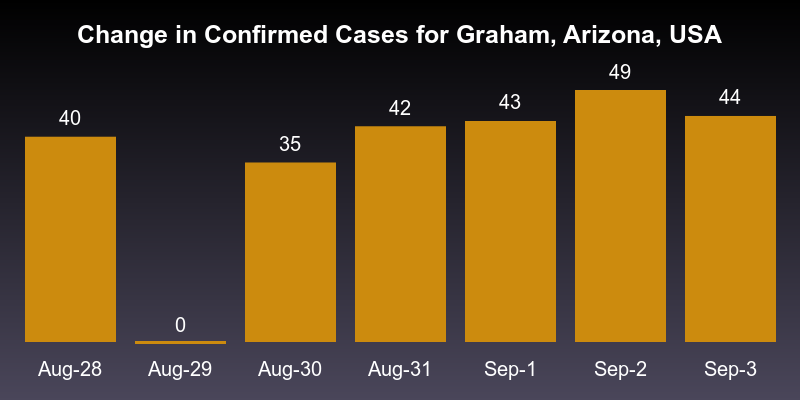 Change in Confirmed Cases for Graham, Arizona, USA
40 0 35 42 43 49 44
Aug-28 Aug-29 Aug-30 Aug-31 Sep-1 Sep-2 Sep-3